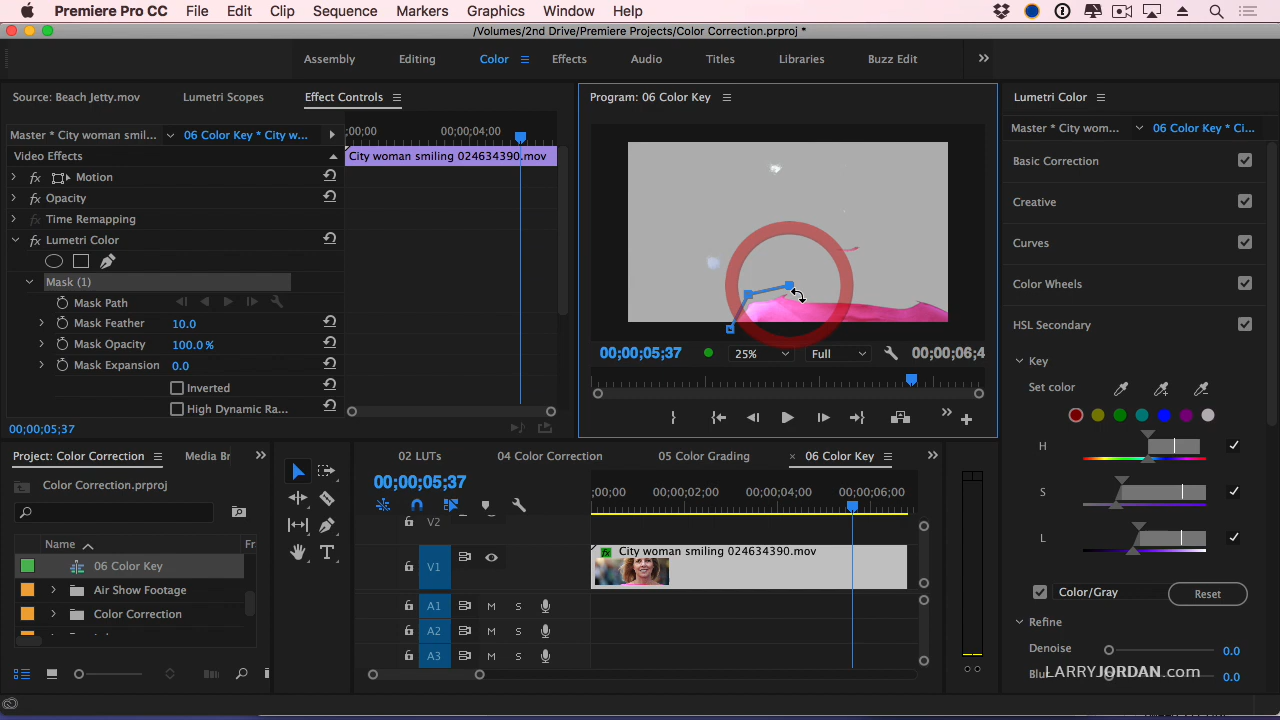 Premiere Pro CC File Edit Clip Sequence Markers Graphics Window Help
/Volumes/2nd Drive/Premiere Projects/Color Correction.prproj *
Assembly Editing Color Effects Audio Titles Libraries Buzz Edit
Source: Beach Jetty.mov Lumetri Scopes Effect Controls
Master * City woman smil... 06 Color Key * City w...
;00;00 00;00;04;00
Video Effects
City woman smiling 024634390.mov
fx Motion
fx Opacity
fx Time Remapping
fx Lumetri Color
Mask (1)
Mask Path
Mask Feather 10.0
Mask Opacity 100.0 %
Mask Expansion 0.0
Inverted
High Dynamic Ra...
00;00;05;37
Program: 06 Color Key
00;00;05;37 25% Full 00;00;06;4
Lumetri Color
Master * City wom... 06 Color Key * Ci...
Basic Correction
Creative
Curves
Color Wheels
HSL Secondary
Key
Set color
H
S
L
Color/Gray Reset
Refine
Denoise 0.0
Blur 0.0
LARRYJORDAN.com
Project: Color Correction Media Br
Color Correction.prproj
Name Fr
06 Color Key
Air Show Footage
Color Correction
02 LUTs 04 Color Correction 05 Color Grading 06 Color Key
00;00;05;37
;00;00 00;00;02;00 00;00;04;00 00;00;06;00
V2
V1
fx City woman smiling 024634390.mov
A1 M S
A2 M S
A3 M S